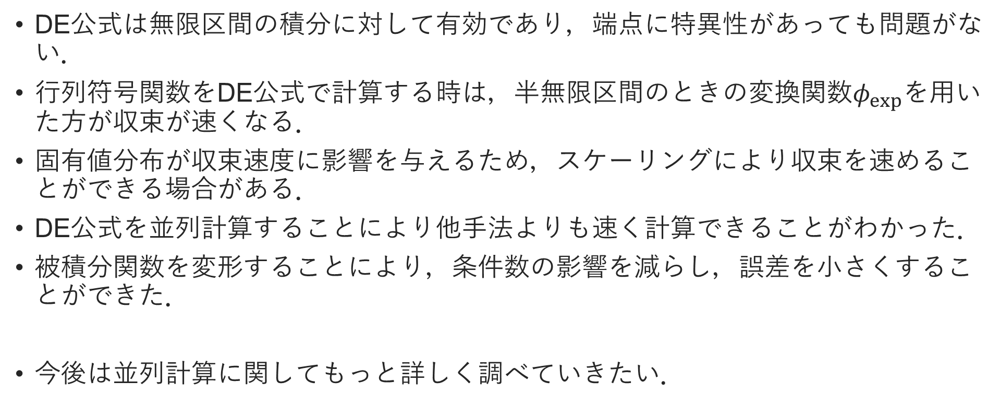 • DE公式は無限区間の積分に対して有効であり，端点に特異性があっても問題がな
い．
• 行列符号関数をDE公式で計算する時は，半無限区間のときの変換関数ϕexpを用い
た方が収束が速くなる．
• 固有値分布が収束速度に影響を与えるため，スケーリングにより収束を速めるこ
とができる場合がある．
• DE公式を並列計算することにより他手法よりも速く計算できることがわかった．
• 被積分関数を変形することにより，条件数の影響を減らし，誤差を小さくするこ
とができた．
• 今後は並列計算に関してもっと詳しく調べていきたい．